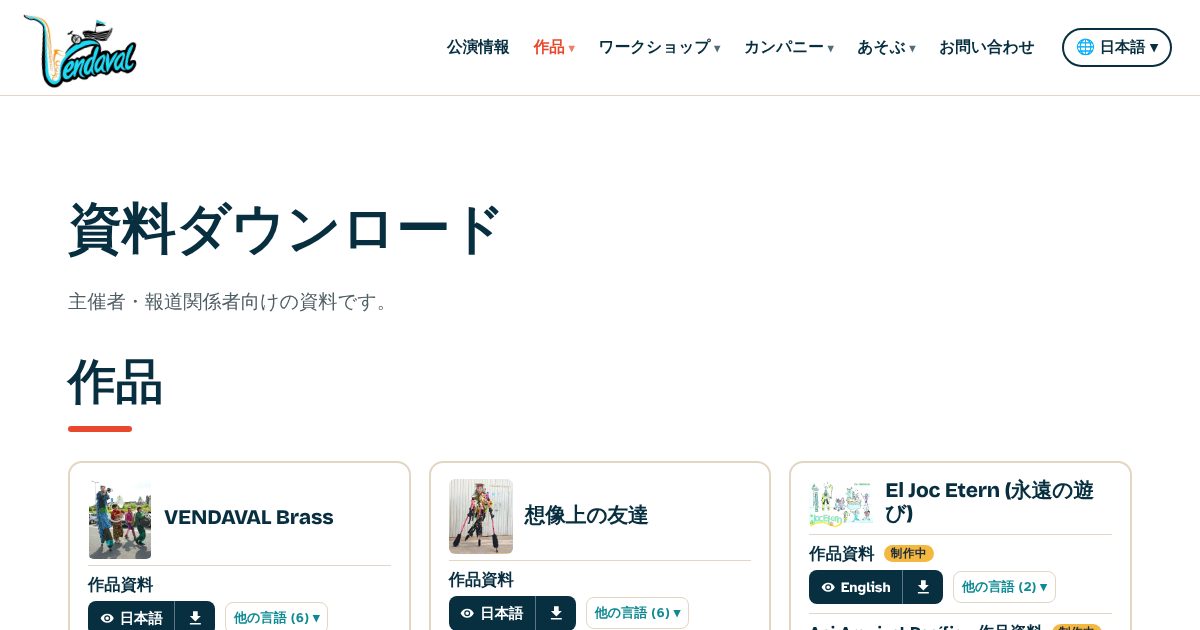 Vendaval
公演情報 作品 ▾ ワークショップ ▾ カンパニー ▾ あそぶ ▾ お問い合わせ 🌐 日本語 ▾
資料ダウンロード
主催者・報道関係者向けの資料です。
作品
VENDAVAL Brass
作品資料
日本語 他の言語 (6) ▾
想像上の友達
作品資料
日本語 他の言語 (6) ▾
El Joc Etern (永遠の遊
び)
作品資料 制作中
English 他の言語 (2) ▾